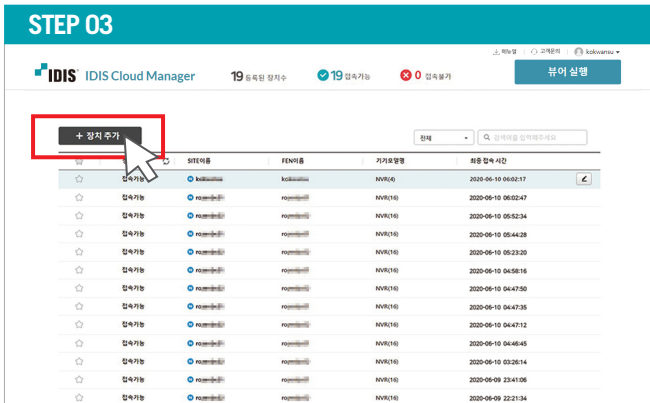 STEP 03
매뉴얼 고객문의 kokwansu
IDIS IDIS Cloud Manager 19 등록된 장치수 19 접속가능 0 접속불가 뷰어 실행
+ 장치 추가 전체 검색어를 입력해주세요
SITE이름 FEN이름 기기모델명 최종 접속 시간
접속가능 NVR(4) 2020-06-10 06:02:17
접속가능 NVR(16) 2020-06-10 06:02:47
접속가능 NVR(16) 2020-06-10 05:52:34
접속가능 NVR(16) 2020-06-10 05:44:28
접속가능 NVR(16) 2020-06-10 05:23:20
접속가능 NVR(16) 2020-06-10 04:58:16
접속가능 NVR(16) 2020-06-10 04:47:50
접속가능 NVR(16) 2020-06-10 04:47:35
접속가능 NVR(16) 2020-06-10 04:47:12
접속가능 NVR(16) 2020-06-10 04:46:45
접속가능 NVR(16) 2020-06-10 03:26:14
접속가능 NVR(16) 2020-06-09 23:41:06
접속가능 NVR(16) 2020-06-09 22:21:34